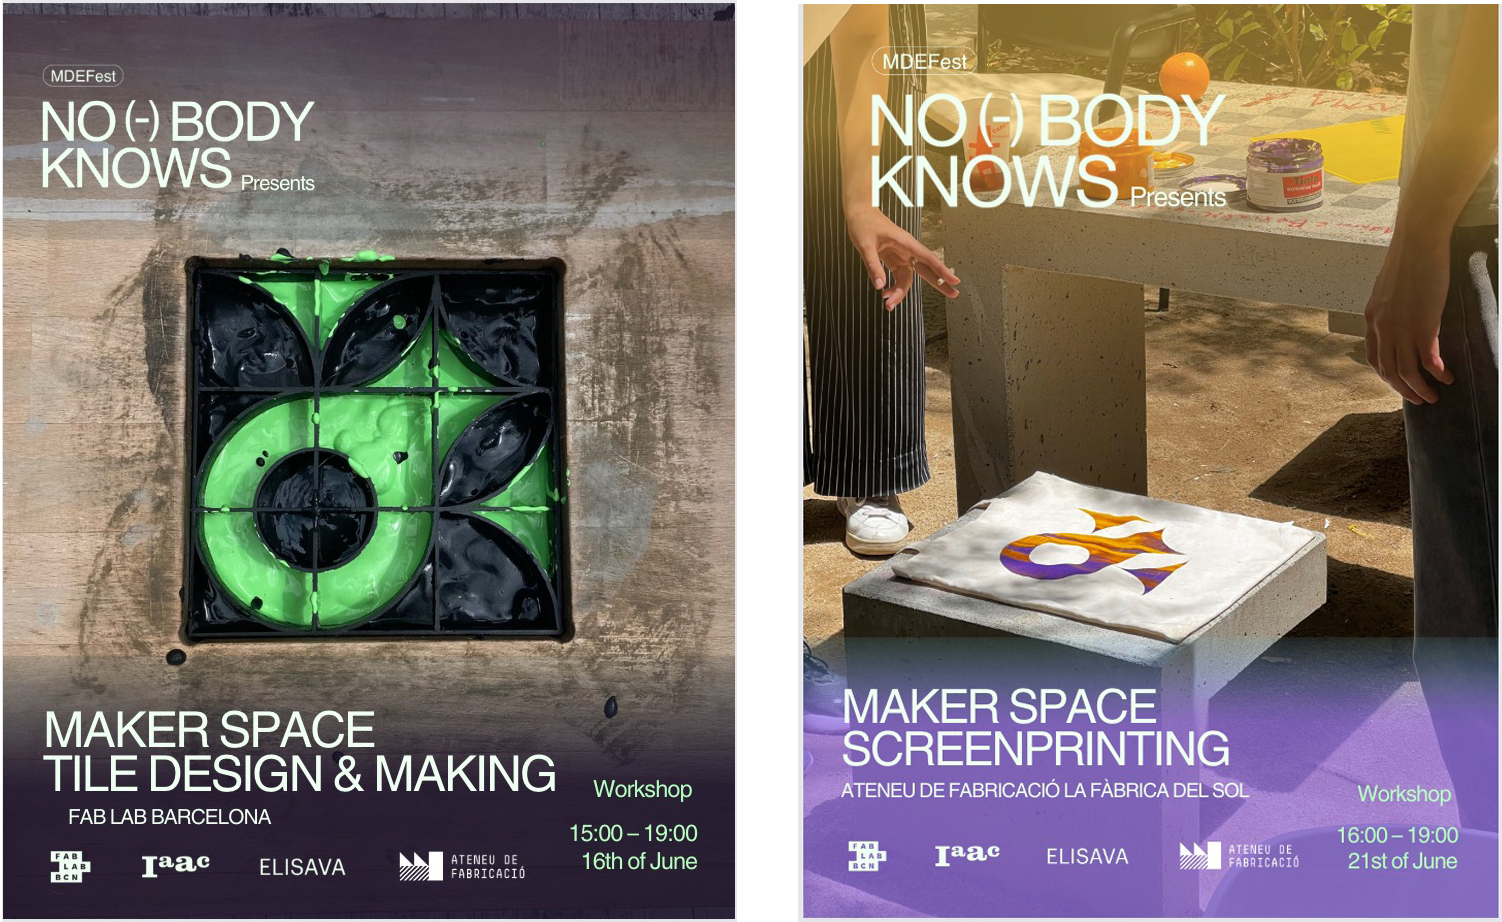 MDEFest
NO (-) BODY
KNOWS Presents
MAKER SPACE
TILE DESIGN & MAKING
FAB LAB BARCELONA
Workshop
15:00 – 19:00
16th of June
FAB
LAB
BCN
Iaac
ELISAVA
ATENEU DE
FABRICACIÓ
MDEFest
NO (-) BODY
KNOWS Presents
MAKER SPACE
SCREENPRINTING
ATENEU DE FABRICACIÓ LA FÀBRICA DEL SOL
Workshop
16:00 – 19:00
21st of June
FAB
LAB
BCN
Iaac
ELISAVA
ATENEU DE
FABRICACIÓ